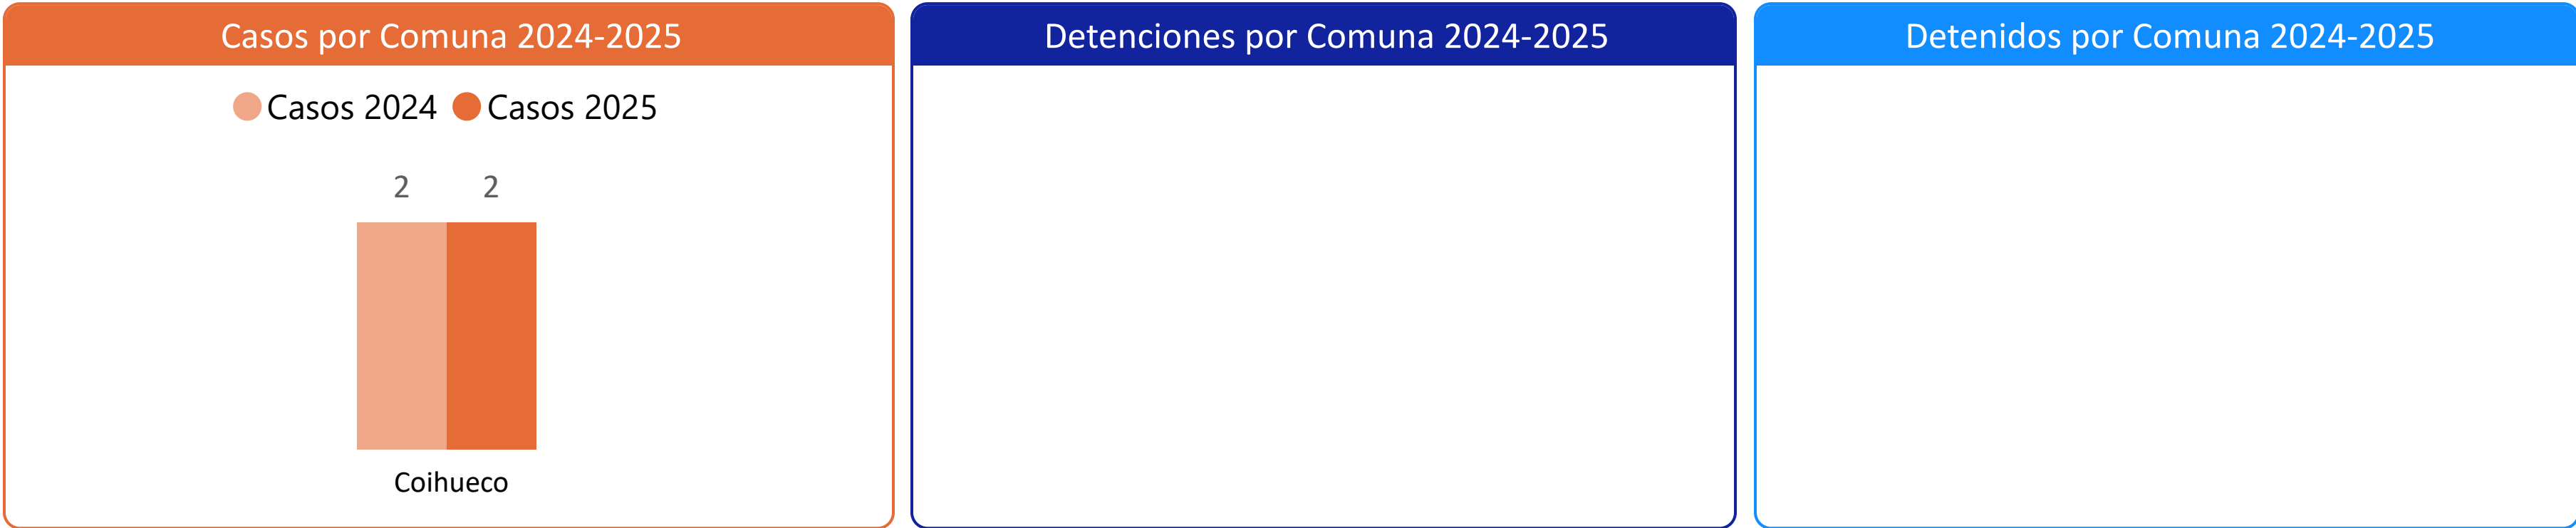 Casos por Comuna 2024-2025
Casos 2024 Casos 2025
2 2
Coihueco
Detenciones por Comuna 2024-2025
Detenidos por Comuna 2024-2025